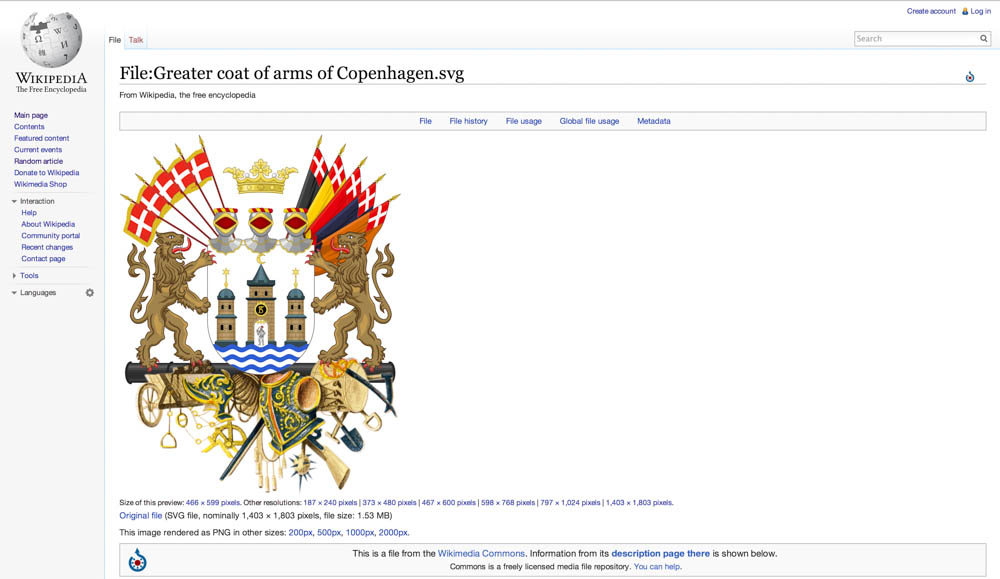 Create account Log in
WIKIPEDIA
The Free Encyclopedia
File Talk
Search
Main page
Contents
Featured content
Current events
Random article
Donate to Wikipedia
Wikimedia Shop
Interaction
Help
About Wikipedia
Community portal
Recent changes
Contact page
Tools
Languages
File:Greater coat of arms of Copenhagen.svg
From Wikipedia, the free encyclopedia
File File history File usage Global file usage Metadata
Size of this preview: 466 × 599 pixels. Other resolutions: 187 × 240 pixels | 373 × 480 pixels | 467 × 600 pixels | 598 × 768 pixels | 797 × 1,024 pixels | 1,403 × 1,803 pixels.
Original file (SVG file, nominally 1,403 × 1,803 pixels, file size: 1.53 MB)
This image rendered as PNG in other sizes: 200px, 500px, 1000px, 2000px.
This is a file from the Wikimedia Commons. Information from its description page there is shown below.
Commons is a freely licensed media file repository. You can help.